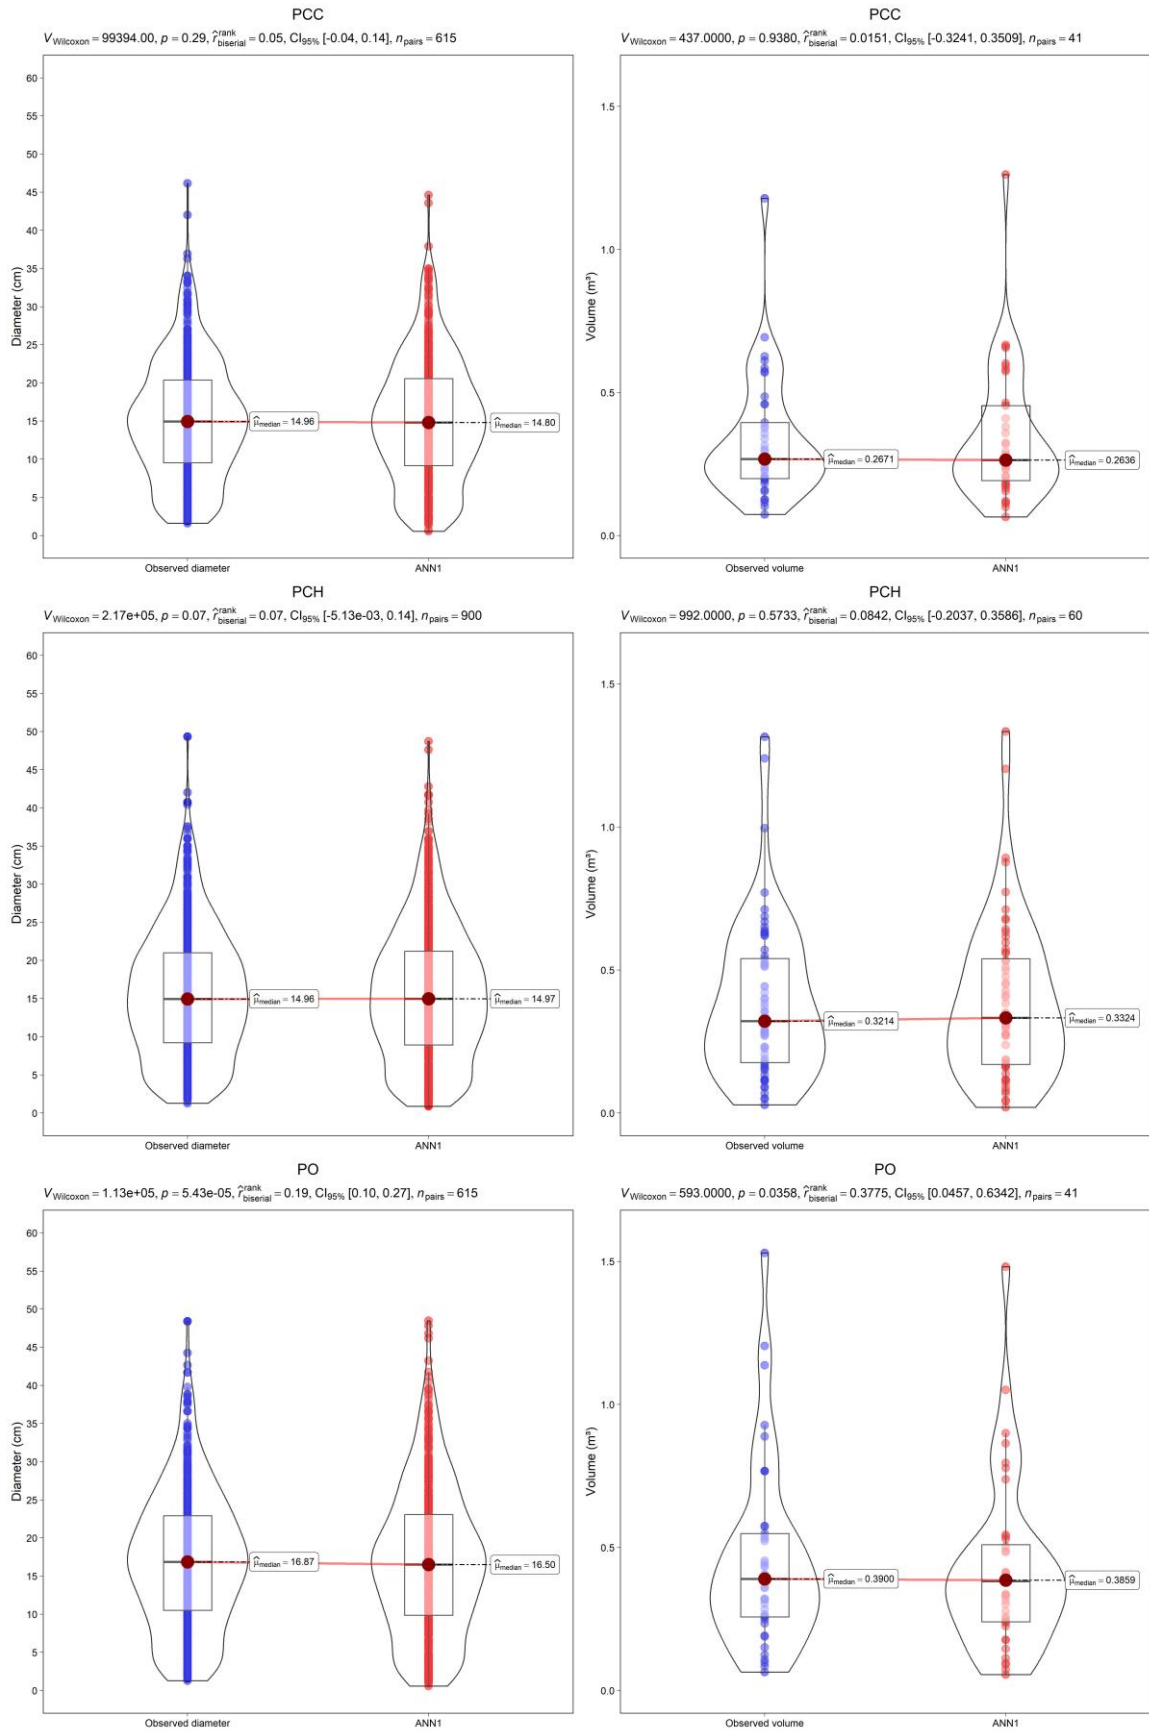 PCC
V_Wilcoxon = 99394.00, p = 0.29, r̂_biserial^rank = 0.05, CI_95% [-0.04, 0.14], n_pairs = 615
60
55
50
45
40
35
30
25
20
15
10
5
0
Diameter (cm)
μ̂_median = 14.96
μ̂_median = 14.80
Observed diameter
ANN1
PCC
V_Wilcoxon = 437.0000, p = 0.9380, r̂_biserial^rank = 0.0151, CI_95% [-0.3241, 0.3509], n_pairs = 41
1.5
1.0
0.5
0.0
Volume (m³)
μ̂_median = 0.2671
μ̂_median = 0.2636
Observed volume
ANN1
PCH
V_Wilcoxon = 2.17e+05, p = 0.07, r̂_biserial^rank = 0.07, CI_95% [-5.13e-03, 0.14], n_pairs = 900
60
55
50
45
40
35
30
25
20
15
10
5
0
Diameter (cm)
μ̂_median = 14.96
μ̂_median = 14.97
Observed diameter
ANN1
PCH
V_Wilcoxon = 992.0000, p = 0.5733, r̂_biserial^rank = 0.0842, CI_95% [-0.2037, 0.3586], n_pairs = 60
1.5
1.0
0.5
0.0
Volume (m³)
μ̂_median = 0.3214
μ̂_median = 0.3324
Observed volume
ANN1
PO
V_Wilcoxon = 1.13e+05, p = 5.43e-05, r̂_biserial^rank = 0.19, CI_95% [0.10, 0.27], n_pairs = 615
60
55
50
45
40
35
30
25
20
15
10
5
0
Diameter (cm)
μ̂_median = 16.87
μ̂_median = 16.50
Observed diameter
ANN1
PO
V_Wilcoxon = 593.0000, p = 0.0358, r̂_biserial^rank = 0.3775, CI_95% [0.0457, 0.6342], n_pairs = 41
1.5
1.0
0.5
0.0
Volume (m³)
μ̂_median = 0.3900
μ̂_median = 0.3859
Observed volume
ANN1